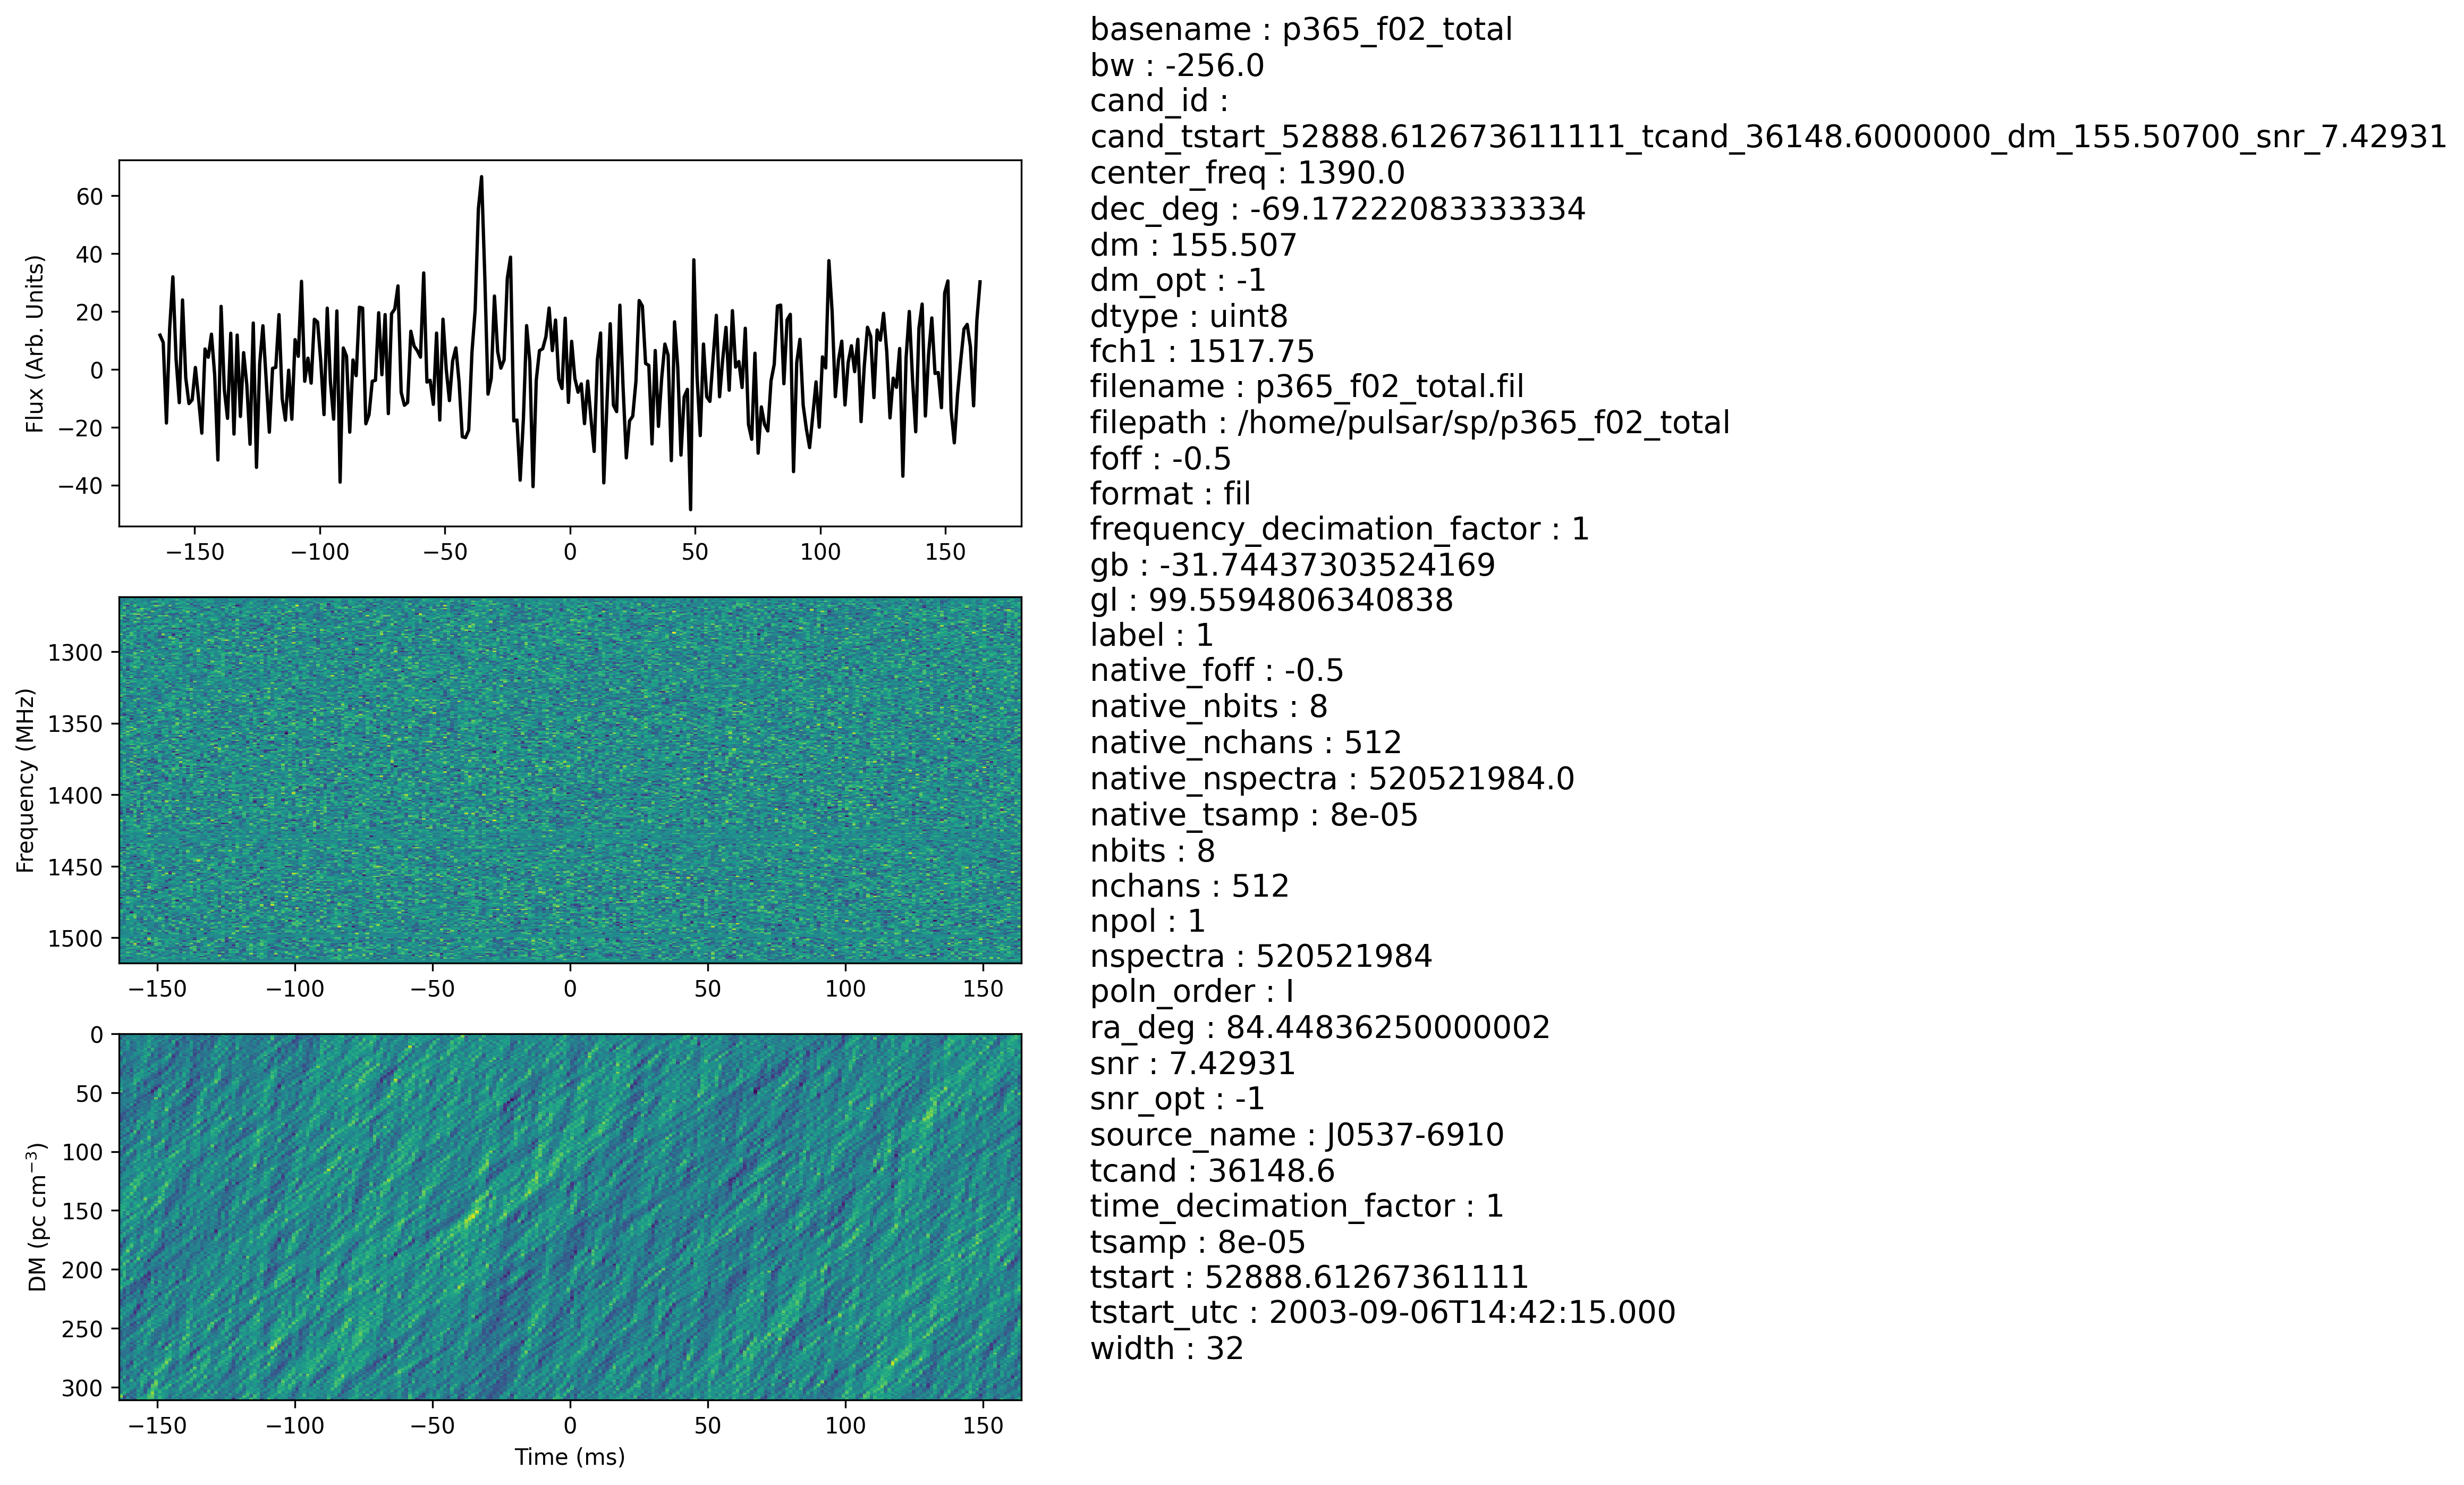 basename : p365_f02_total
bw : -256.0
cand_id :
cand_tstart_52888.612673611111_tcand_36148.6000000_dm_155.50700_snr_7.42931
center_freq : 1390.0
dec_deg : -69.17222083333334
dm : 155.507
dm_opt : -1
dtype : uint8
fch1 : 1517.75
filename : p365_f02_total.fil
filepath : /home/pulsar/sp/p365_f02_total
foff : -0.5
format : fil
frequency_decimation_factor : 1
gb : -31.74437303524169
gl : 99.5594806340838
label : 1
native_foff : -0.5
native_nbits : 8
native_nchans : 512
native_nspectra : 520521984.0
native_tsamp : 8e-05
nbits : 8
nchans : 512
npol : 1
nspectra : 520521984
poln_order : I
ra_deg : 84.44836250000002
snr : 7.42931
snr_opt : -1
source_name : J0537-6910
tcand : 36148.6
time_decimation_factor : 1
tsamp : 8e-05
tstart : 52888.61267361111
tstart_utc : 2003-09-06T14:42:15.000
width : 32
Flux (Arb. Units)
60
40
20
0
−20
−40
−150 −100 −50 0 50 100 150
Frequency (MHz)
1300
1350
1400
1450
1500
−150 −100 −50 0 50 100 150
DM (pc cm⁻³)
0
50
100
150
200
250
300
−150 −100 −50 0 50 100 150
Time (ms)